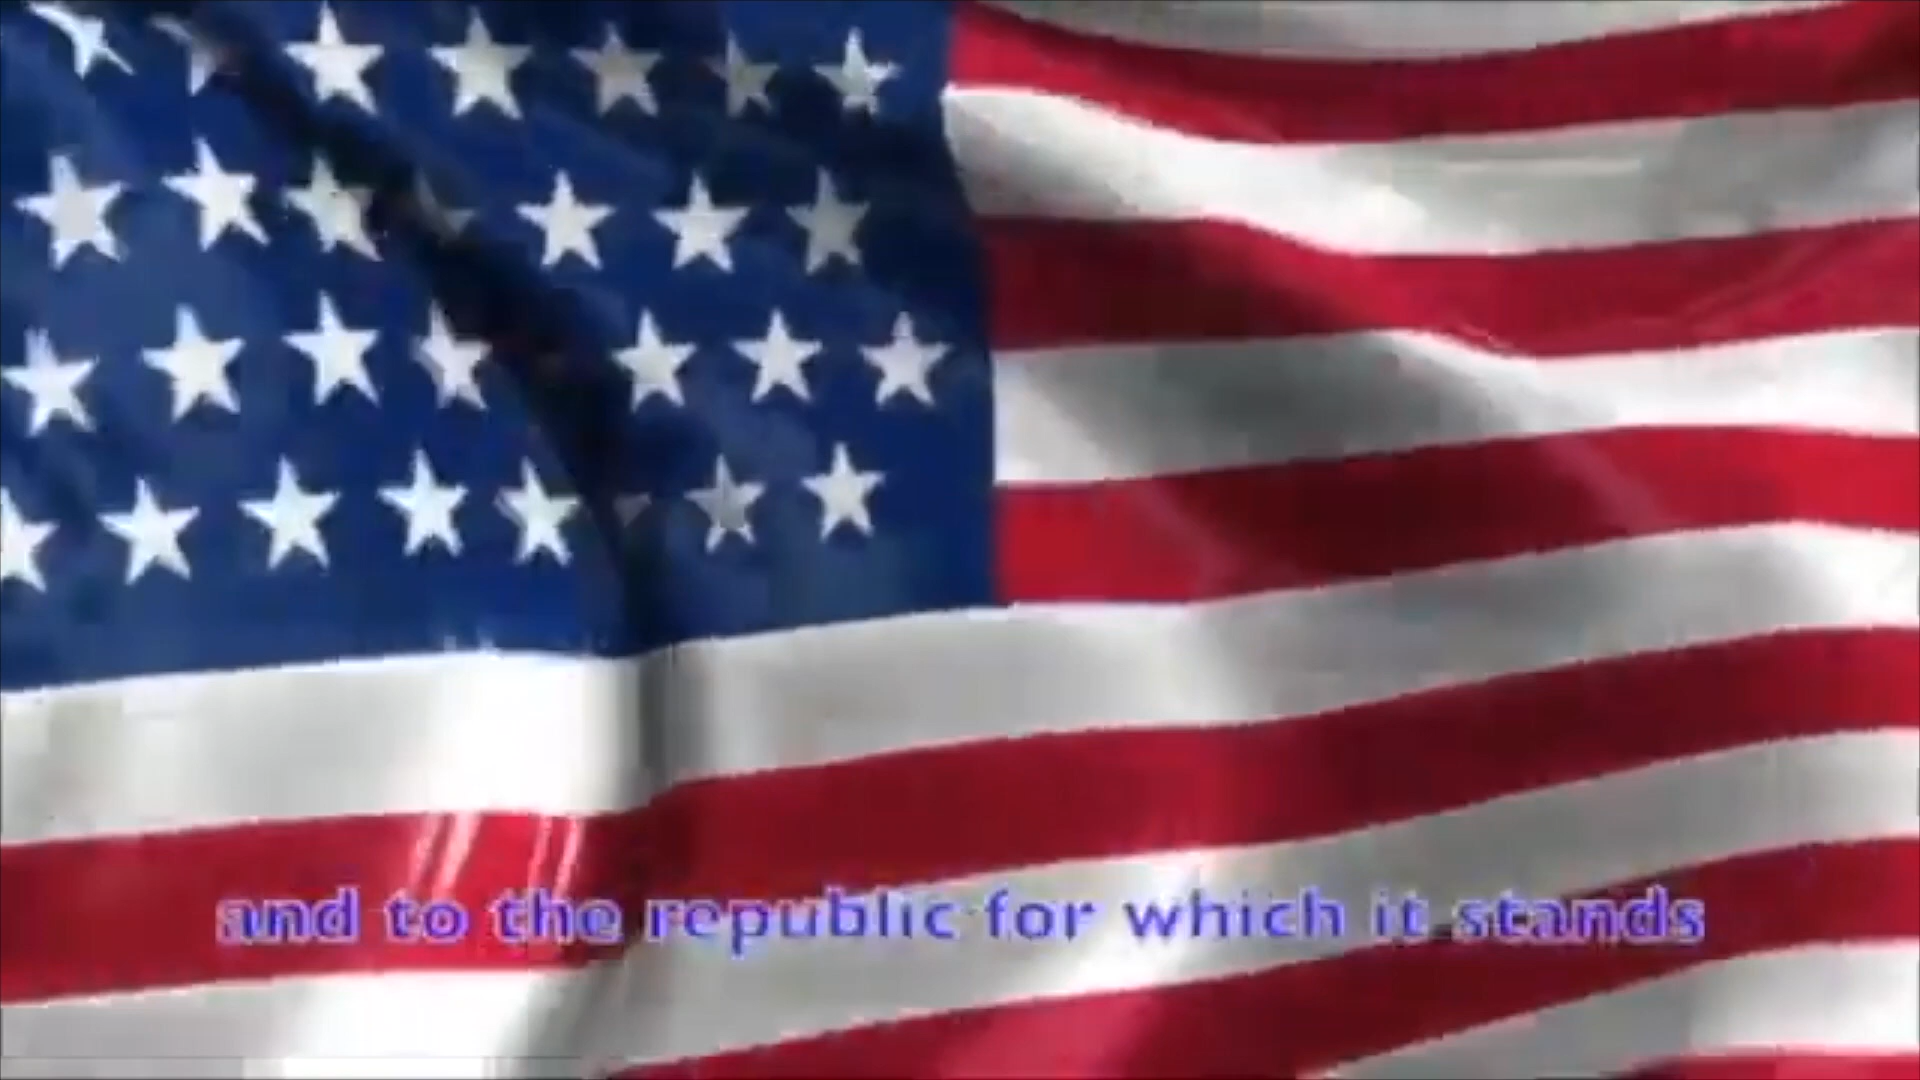 and to the republic for which it stands